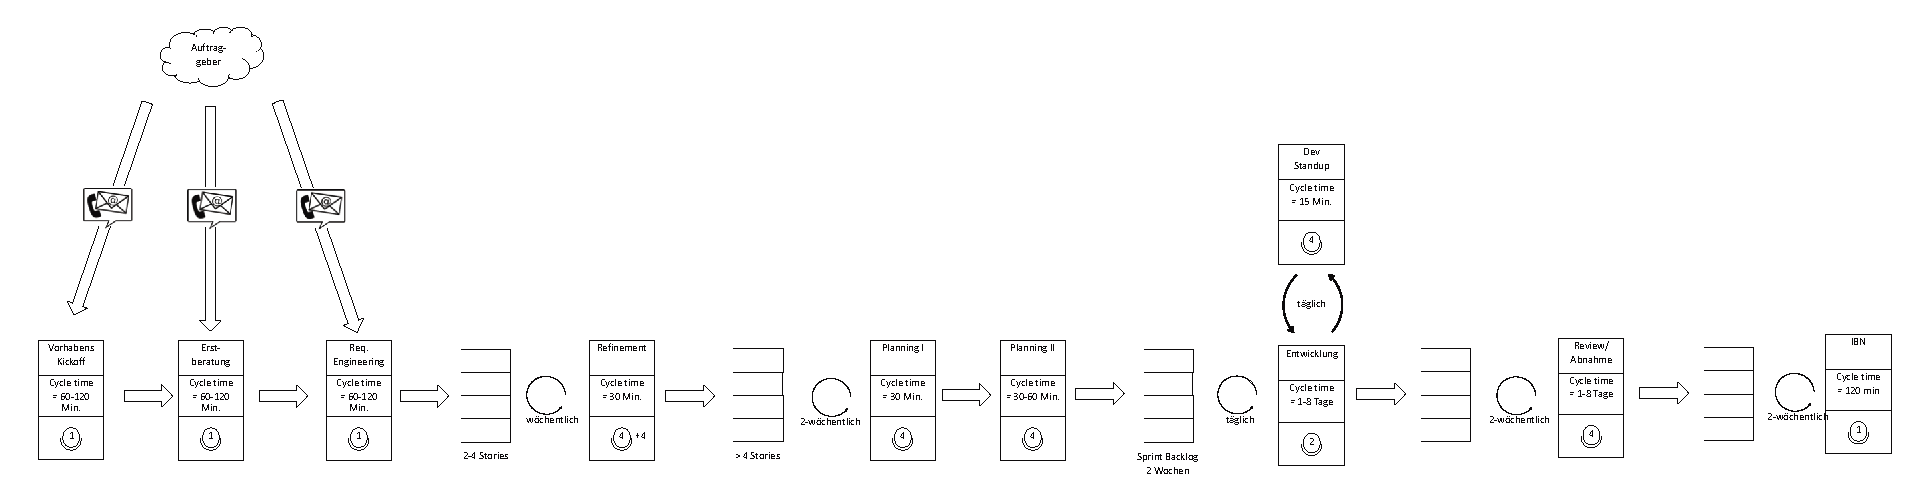 Auftrag-
geber
@
@
@
Vorhabens
Kickoff
Cycle time
= 60-120
Min.
1
Erst-
beratung
Cycle time
= 60-120
Min.
1
Req.
Engineering
Cycle time
= 60-120
Min.
1
2-4 Stories
wöchentlich
Refinement
Cycle time
= 30 Min.
4 +4
> 4 Stories
2-wöchentlich
Planning I
Cycle time
= 30 Min.
4
Planning II
Cycle time
= 30-60 Min.
4
Sprint Backlog
2 Wochen
täglich
Dev
Standup
Cycle time
= 15 Min.
4
täglich
Entwicklung
Cycle time
= 1-8 Tage
2
2-wöchentlich
Review/
Abnahme
Cycle time
= 1-8 Tage
4
2-wöchentlich
IBN
Cycle time
= 120 min
1